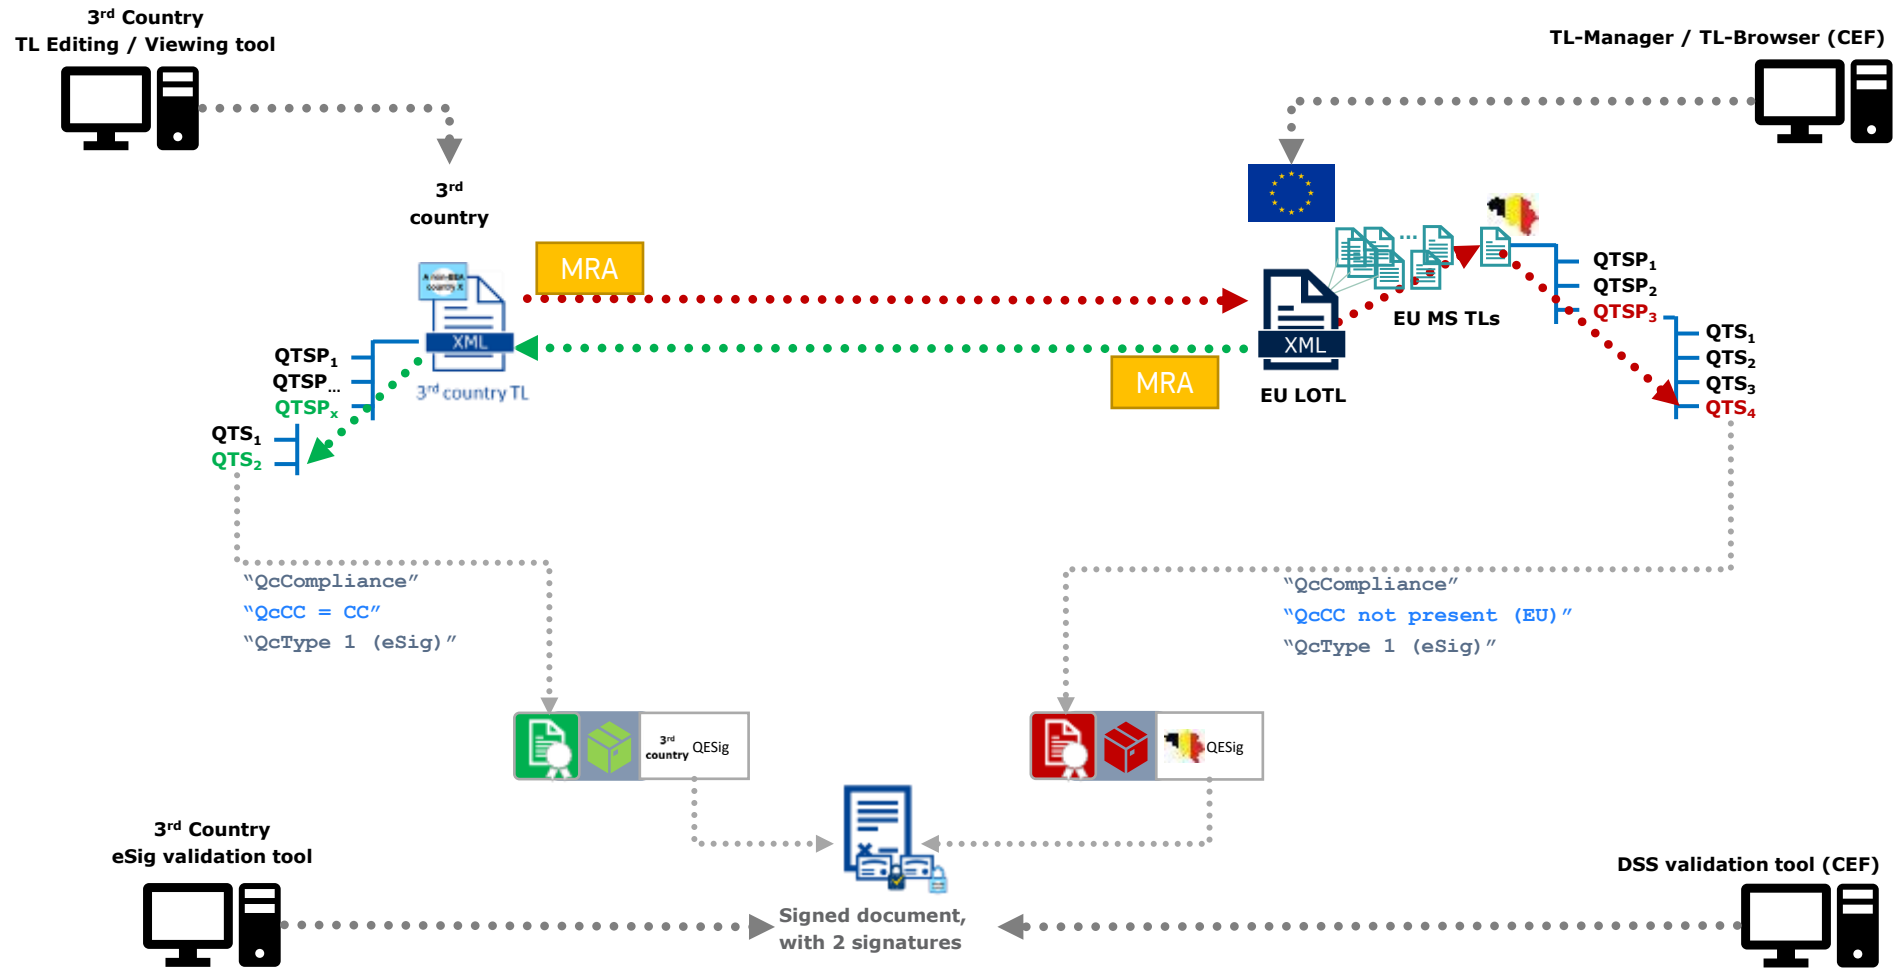 3rd Country
TL Editing / Viewing tool
TL-Manager / TL-Browser (CEF)
3rd
country
MRA
A non-EEA
country X
XML
3rd country TL
QTSP1
QTSP...
QTSPx
QTS1
QTS2
...
EU MS TLs
XML
EU LOTL
MRA
QTSP1
QTSP2
QTSP3
QTS1
QTS2
QTS3
QTS4
“QcCompliance”
“QcCC = CC”
“QcType 1 (eSig)”
“QcCompliance”
“QcCC not present (EU)”
“QcType 1 (eSig)”
3rd
country QESig
QESig
3rd Country
eSig validation tool
Signed document,
with 2 signatures
DSS validation tool (CEF)